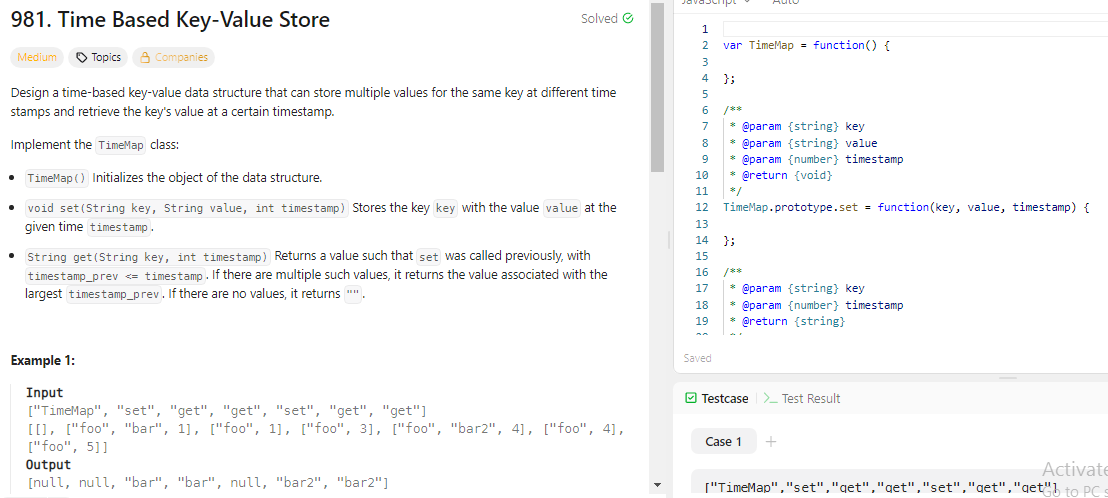 981. Time Based Key-Value Store
Solved
Medium
Topics
Companies
Design a time-based key-value data structure that can store multiple values for the same key at different time
stamps and retrieve the key's value at a certain timestamp.
Implement the TimeMap class:
• TimeMap() Initializes the object of the data structure.
• void set(String key, String value, int timestamp) Stores the key key with the value value at the
given time timestamp.
• String get(String key, int timestamp) Returns a value such that set was called previously, with
timestamp_prev <= timestamp. If there are multiple such values, it returns the value associated with the
largest timestamp_prev. If there are no values, it returns "".
Example 1:
Input
["TimeMap", "set", "get", "get", "set", "get", "get"]
[[], ["foo", "bar", 1], ["foo", 1], ["foo", 3], ["foo", "bar2", 4], ["foo", 4],
["foo", 5]]
Output
[null, null, "bar", "bar", null, "bar2", "bar2"]
JavaScript Auto
1
2 var TimeMap = function() {
3
4 };
5
6 /**
7 * @param {string} key
8 * @param {string} value
9 * @param {number} timestamp
10 * @return {void}
11 */
12 TimeMap.prototype.set = function(key, value, timestamp) {
13
14 };
15
16 /**
17 * @param {string} key
18 * @param {number} timestamp
19 * @return {string}
Saved
Testcase
Test Result
Case 1 +
["TimeMap","set","get","get","set","get","get"]
Activate
Go to PC s